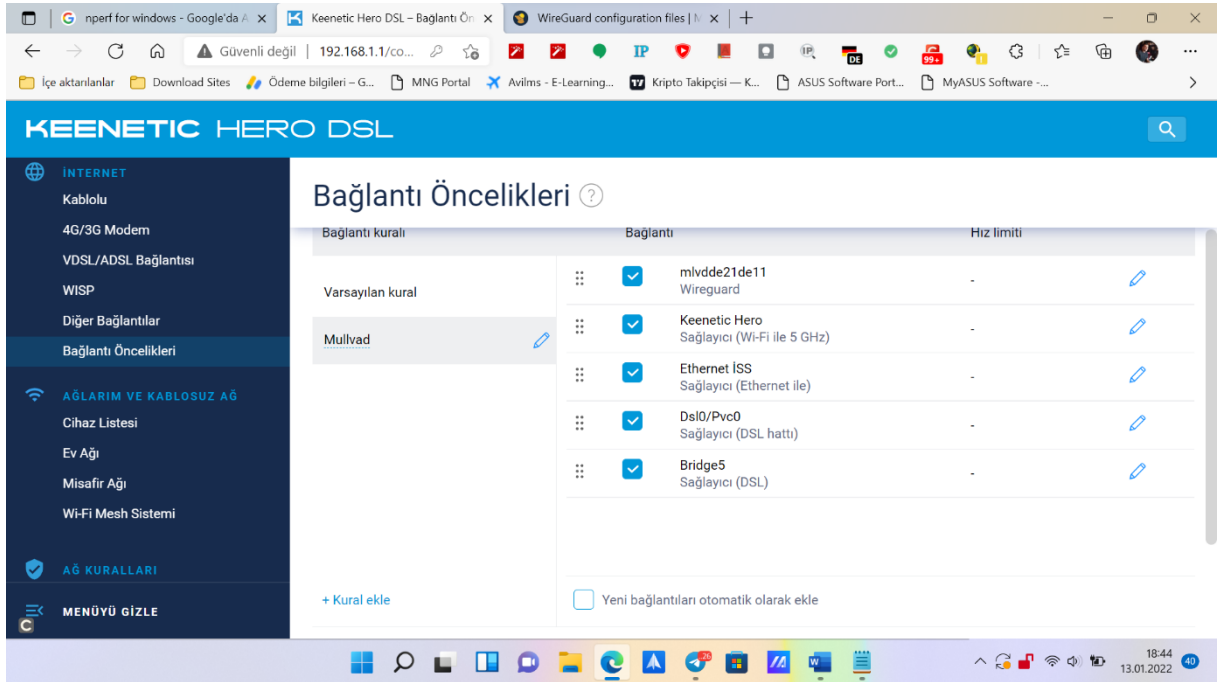 nperf for windows - Google'da A
Keenetic Hero DSL – Bağlantı Ön
WireGuard configuration files | M
Güvenli değil | 192.168.1.1/co...
İçe aktarılanlar
Download Sites
Ödeme bilgileri – G...
MNG Portal
Avilms - E-Learning...
Kripto Takipçisi — K...
ASUS Software Port...
MyASUS Software -...
IP
DE
99+
1
KEENETIC HERO DSL
İNTERNET
Kablolu
4G/3G Modem
VDSL/ADSL Bağlantısı
WISP
Diğer Bağlantılar
Bağlantı Öncelikleri
AĞLARIM VE KABLOSUZ AĞ
Cihaz Listesi
Ev Ağı
Misafir Ağı
Wi-Fi Mesh Sistemi
AĞ KURALLARI
MENÜYÜ GİZLE
Bağlantı Öncelikleri ?
Bağlantı kuralı
Bağlantı
Hız limiti
Varsayılan kural
Mullvad
+ Kural ekle
mlvdde21de11
Wireguard
-
Keenetic Hero
Sağlayıcı (Wi-Fi ile 5 GHz)
-
Ethernet İSS
Sağlayıcı (Ethernet ile)
-
Dsl0/Pvc0
Sağlayıcı (DSL hattı)
-
Bridge5
Sağlayıcı (DSL)
-
Yeni bağlantıları otomatik olarak ekle
26
18:44
13.01.2022
40